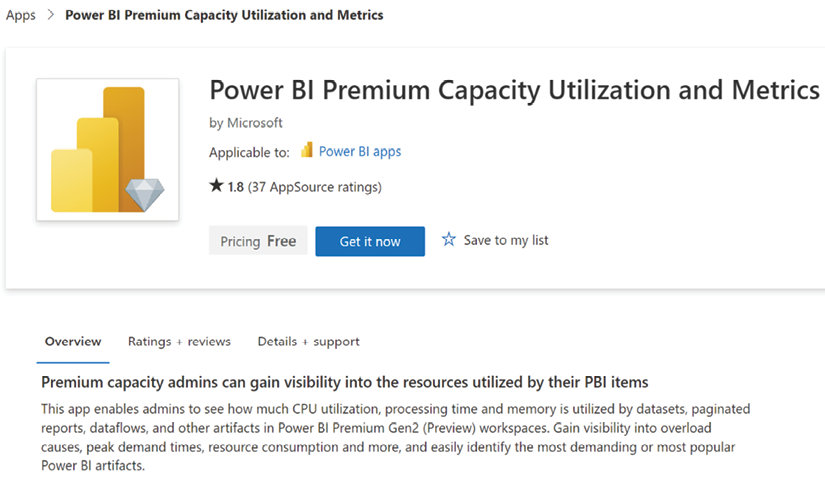 Apps > Power BI Premium Capacity Utilization and Metrics
Power BI Premium Capacity Utilization and Metrics
by Microsoft
Applicable to: Power BI apps
★ 1.8 (37 AppSource ratings)
Pricing Free Get it now ☆ Save to my list
Overview Ratings + reviews Details + support
Premium capacity admins can gain visibility into the resources utilized by their PBI items
This app enables admins to see how much CPU utilization, processing time and memory is utilized by datasets, paginated
reports, dataflows, and other artifacts in Power BI Premium Gen2 (Preview) workspaces. Gain visibility into overload
causes, peak demand times, resource consumption and more, and easily identify the most demanding or most popular
Power BI artifacts.